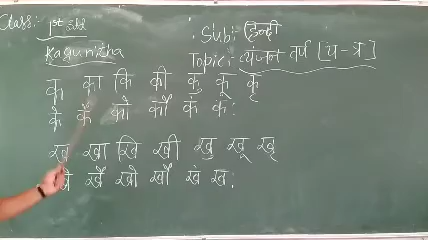 Class: 1st std
Sub: हिन्दी
Kagunitha
Topic: व्यंजन वर्ण [य - त्र]
क का कि की कु कू कृ
के कैं को कौं कं कः
ख खा खि खी खु खू खृ
खे खैं खो खौं खं खः